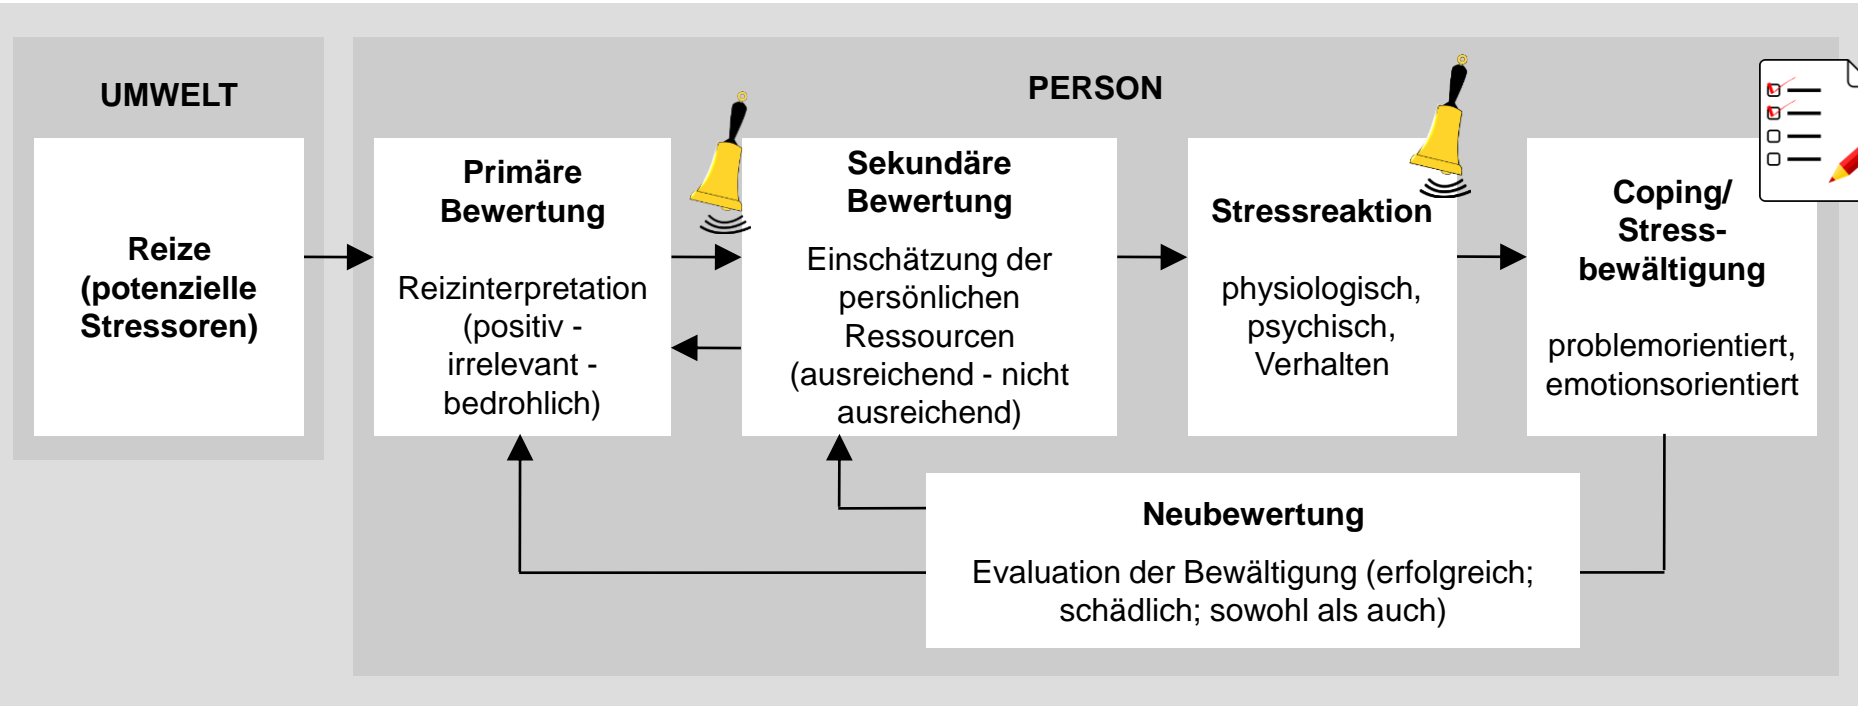 UMWELT
Reize
(potenzielle
Stressoren)
PERSON
Primäre
Bewertung
Reizinterpretation
(positiv -
irrelevant -
bedrohlich)
Sekundäre
Bewertung
Einschätzung der
persönlichen
Ressourcen
(ausreichend - nicht
ausreichend)
Stressreaktion
physiologisch,
psychisch,
Verhalten
Coping/
Stress-
bewältigung
problemorientiert,
emotionsorientiert
Neubewertung
Evaluation der Bewältigung (erfolgreich;
schädlich; sowohl als auch)